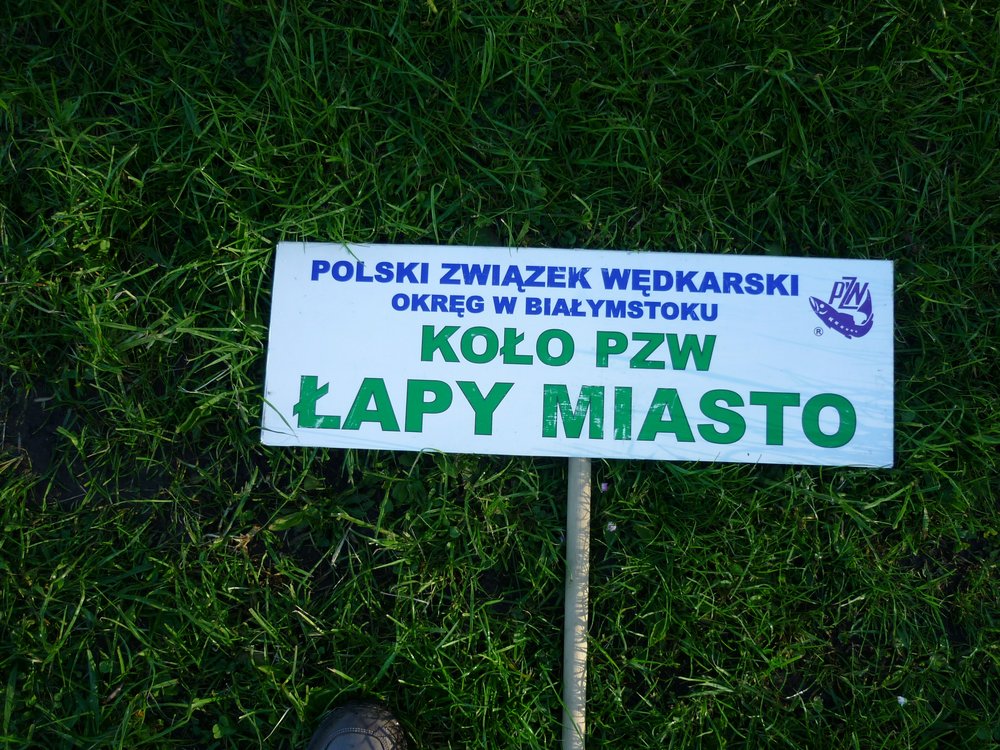 POLSKI ZWIĄZEK WĘDKARSKI
OKRĘG W BIAŁYMSTOKU
KOŁO PZW
ŁAPY MIASTO
PZW
®